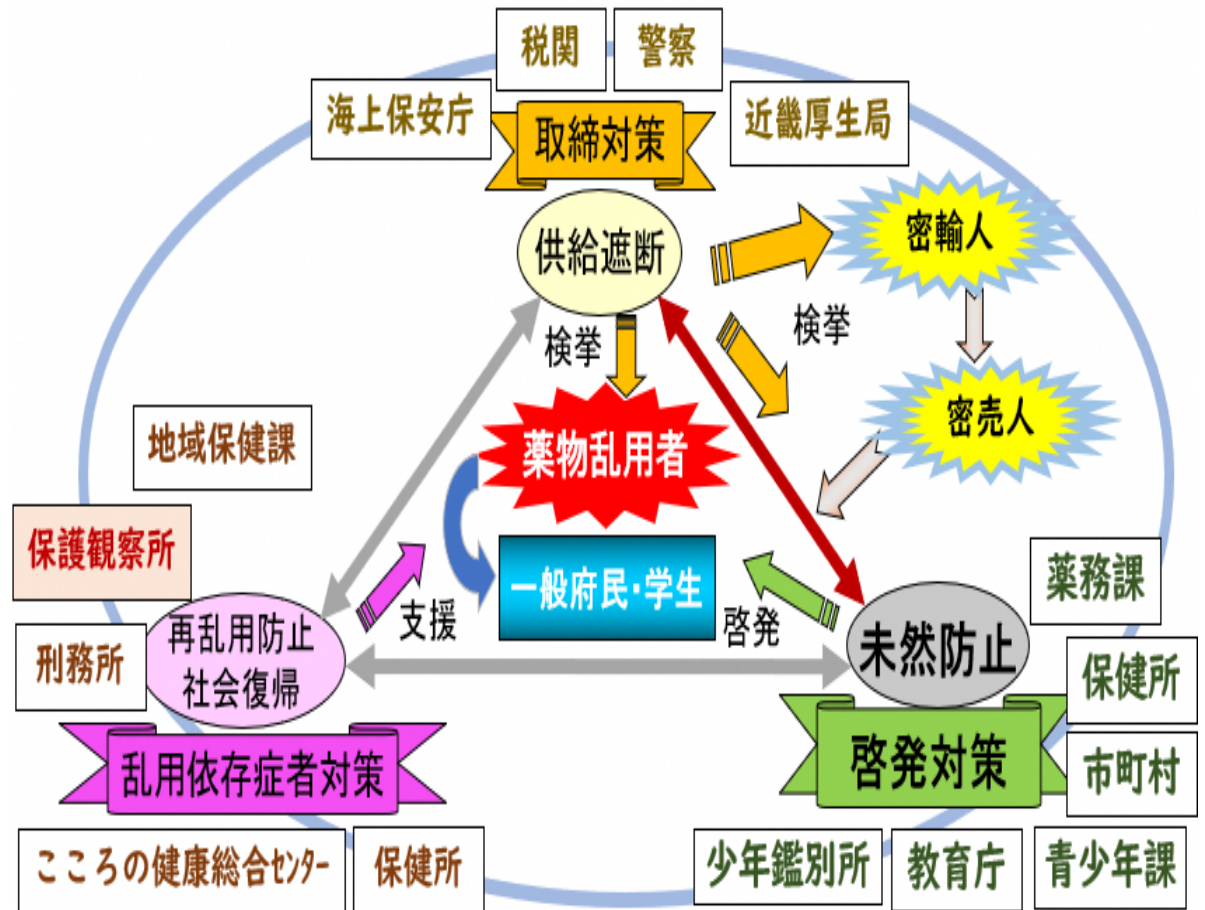 税関
警察
海上保安庁
取締対策
近畿厚生局
供給遮断
密輸人
検挙
検挙
密売人
薬物乱用者
地域保健課
保護観察所
一般府民・学生
支援
啓発
薬務課
再乱用防止
社会復帰
刑務所
未然防止
保健所
乱用依存症者対策
啓発対策
市町村
こころの健康総合ｾﾝﾀｰ
保健所
少年鑑別所
教育庁
青少年課